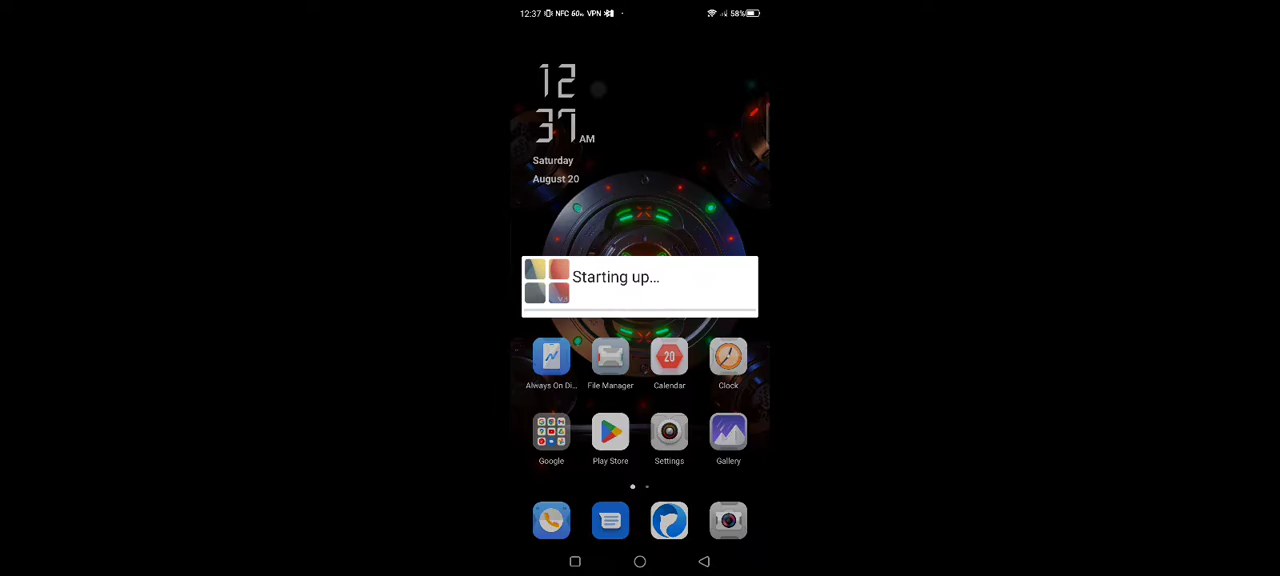 12:37 NFC 60Hz VPN 58%
12
37 AM
Saturday
August 20
Starting up...
20
Always On Di... File Manager Calendar Clock
Google Play Store Settings Gallery